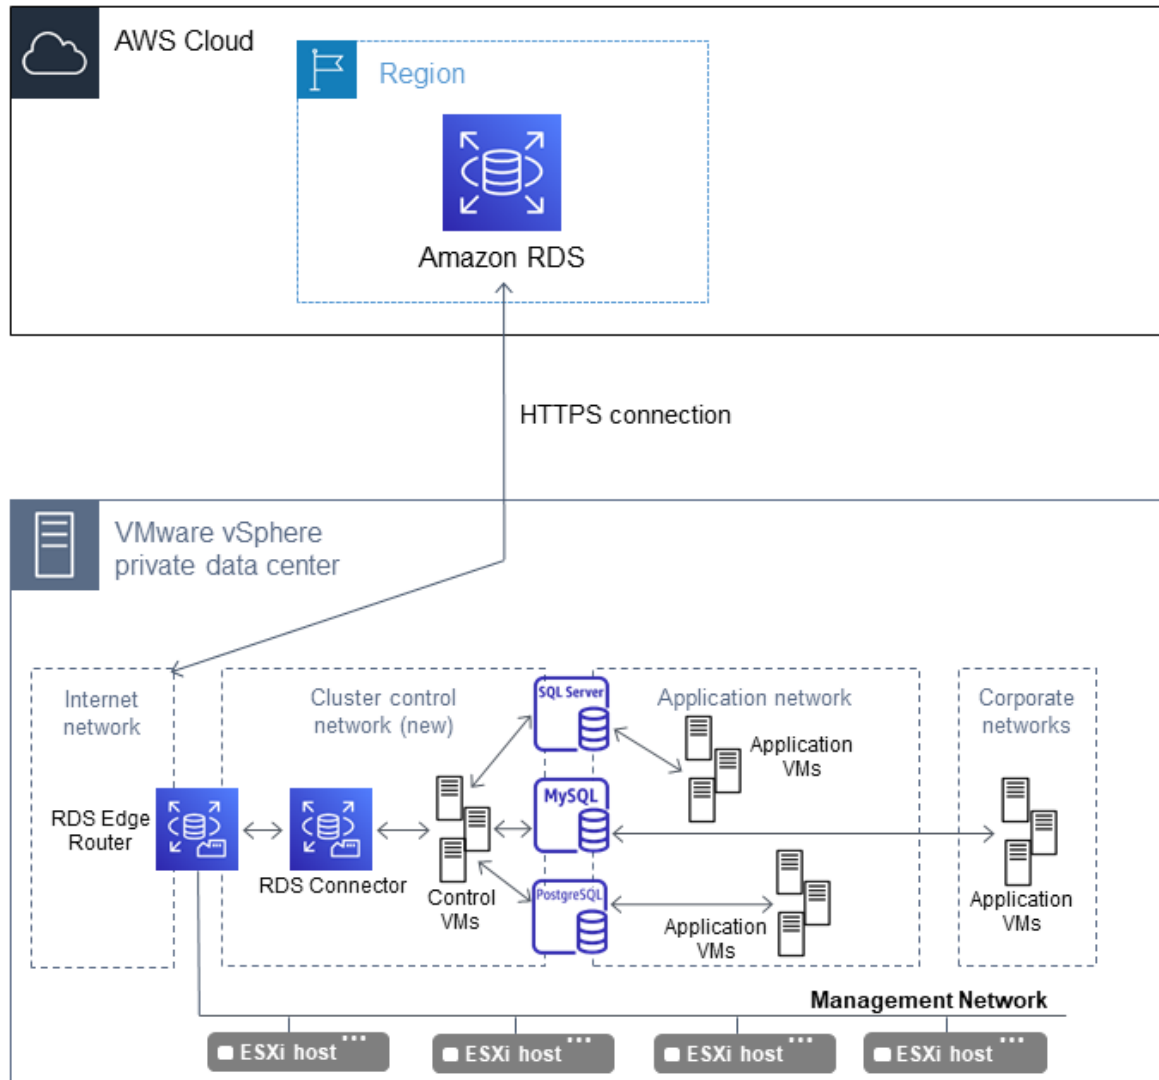 AWS Cloud
Region
Amazon RDS
HTTPS connection
VMware vSphere
private data center
Internet
network
Cluster control
network (new)
SQL Server
Application network
Corporate
networks
Application
VMs
RDS Edge
Router
MySQL
RDS Connector
Control
VMs
PostgreSQL
Application
VMs
Application
VMs
Management Network
ESXi host ...
ESXi host ...
ESXi host ...
ESXi host ...